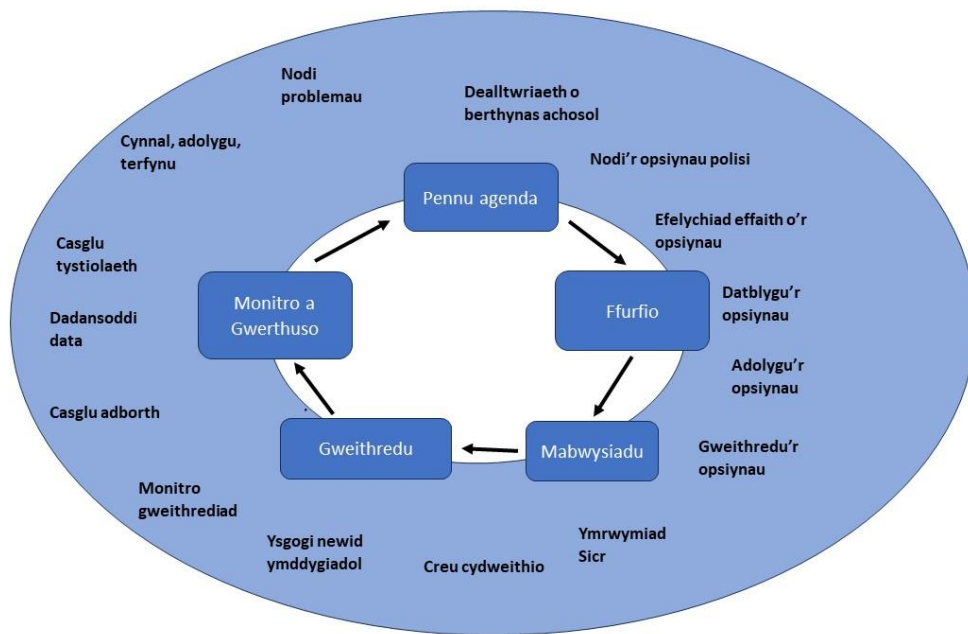 Nodi
problemau
Dealltwriaeth o
berthynas achosol
Cynnal, adolygu,
terfynu
Nodi’r opsiynau polisi
Pennu agenda
Efelychiad effaith o’r
opsiynau
Casglu
tystiolaeth
Monitro a
Gwerthuso
Ffurfio
Datblygu’r
opsiynau
Dadansoddi
data
Adolygu’r
opsiynau
Casglu adborth
Gweithredu
Mabwysiadu
Gweithredu’r
opsiynau
Monitro
gweithrediad
Ysgogi newid
ymddygiadol
Creu cydweithio
Ymrwymiad
Sicr